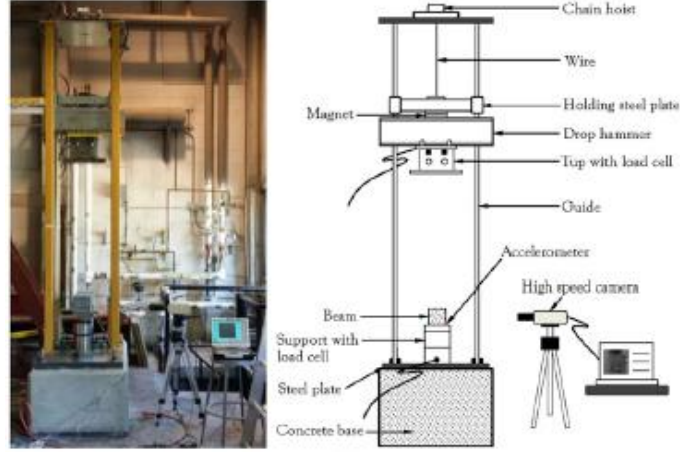 Chain hoist
Wire
Holding steel plate
Magnet
Drop hammer
Tup with load cell
Guide
Accelerometer
High speed camera
Beam
Support with
load cell
Steel plate
Concrete base